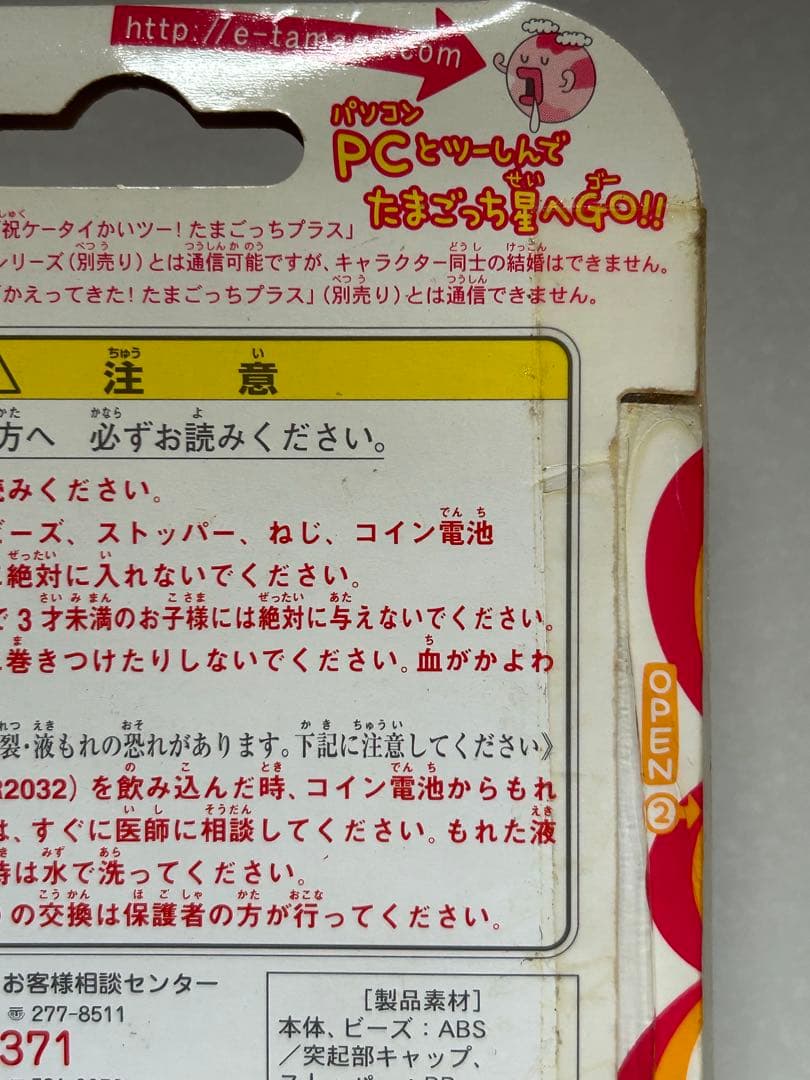 http://e-tamago.com
パソコン
PCとツーしんで
たまごっち星へGO!!
「祝ケータイかいツー!たまごっちプラス」
シリーズ(別売り)とは通信可能ですが、キャラクター同士の結婚はできません。
「かえってきた!たまごっちプラス」(別売り)とは通信できません。
注意
方へ 必ずお読みください。
読みください。
ビーズ、ストッパー、ねじ、コイン電池
に絶対に入れないでください。
で3才未満のお子様には絶対に与えないでください。
巻きつけたりしないでください。血がかよわ
裂・液もれの恐れがあります。下記に注意してください》
R2032)を飲み込んだ時、コイン電池からもれ
は、すぐに医師に相談してください。もれた液
時は水で洗ってください。
の交換は保護者の方が行ってください。
OPEN
②
お客様相談センター
〠277-8511
371
[製品素材]
本体、ビーズ:ABS
/突起部キャップ、